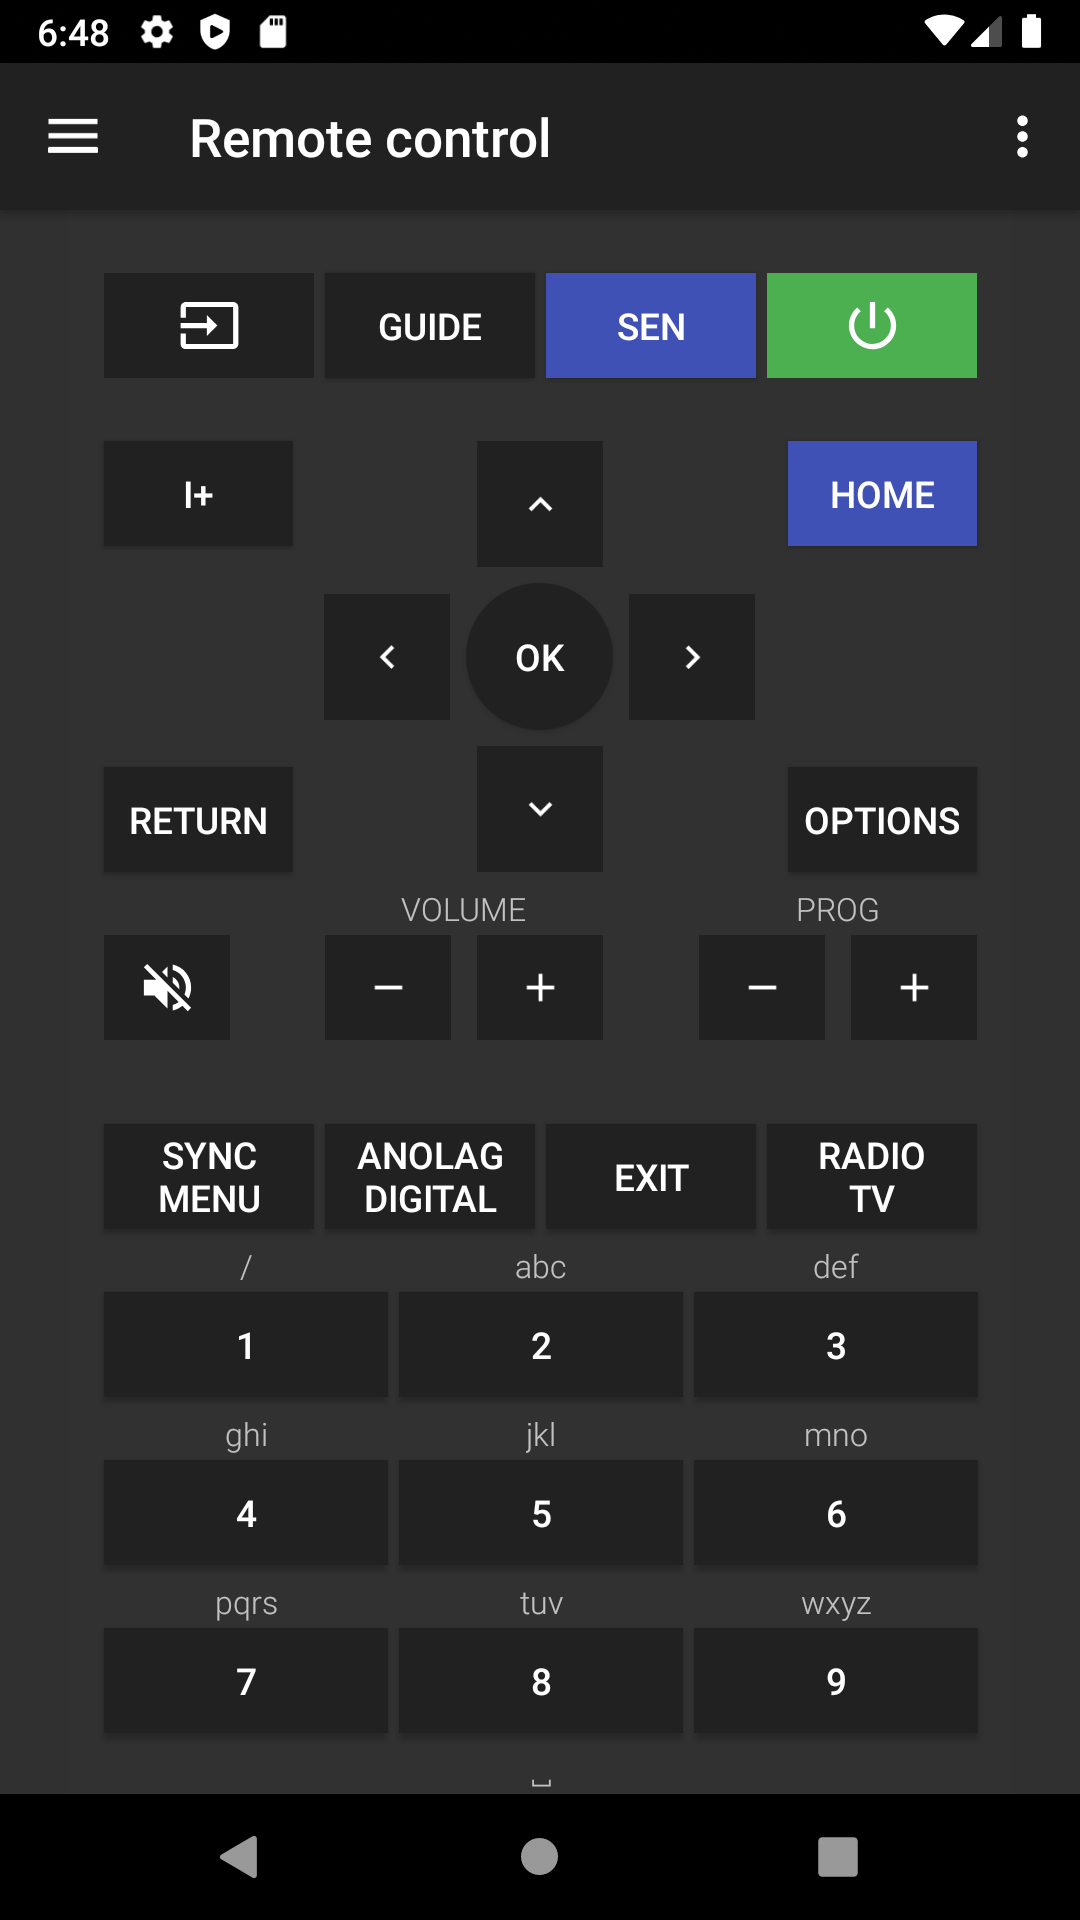 6:48
Remote control
GUIDE
SEN
I+
HOME
OK
RETURN
OPTIONS
VOLUME
PROG
SYNC
MENU
ANOLAG
DIGITAL
EXIT
RADIO
TV
/
abc
def
1
2
3
ghi
jkl
mno
4
5
6
pqrs
tuv
wxyz
7
8
9